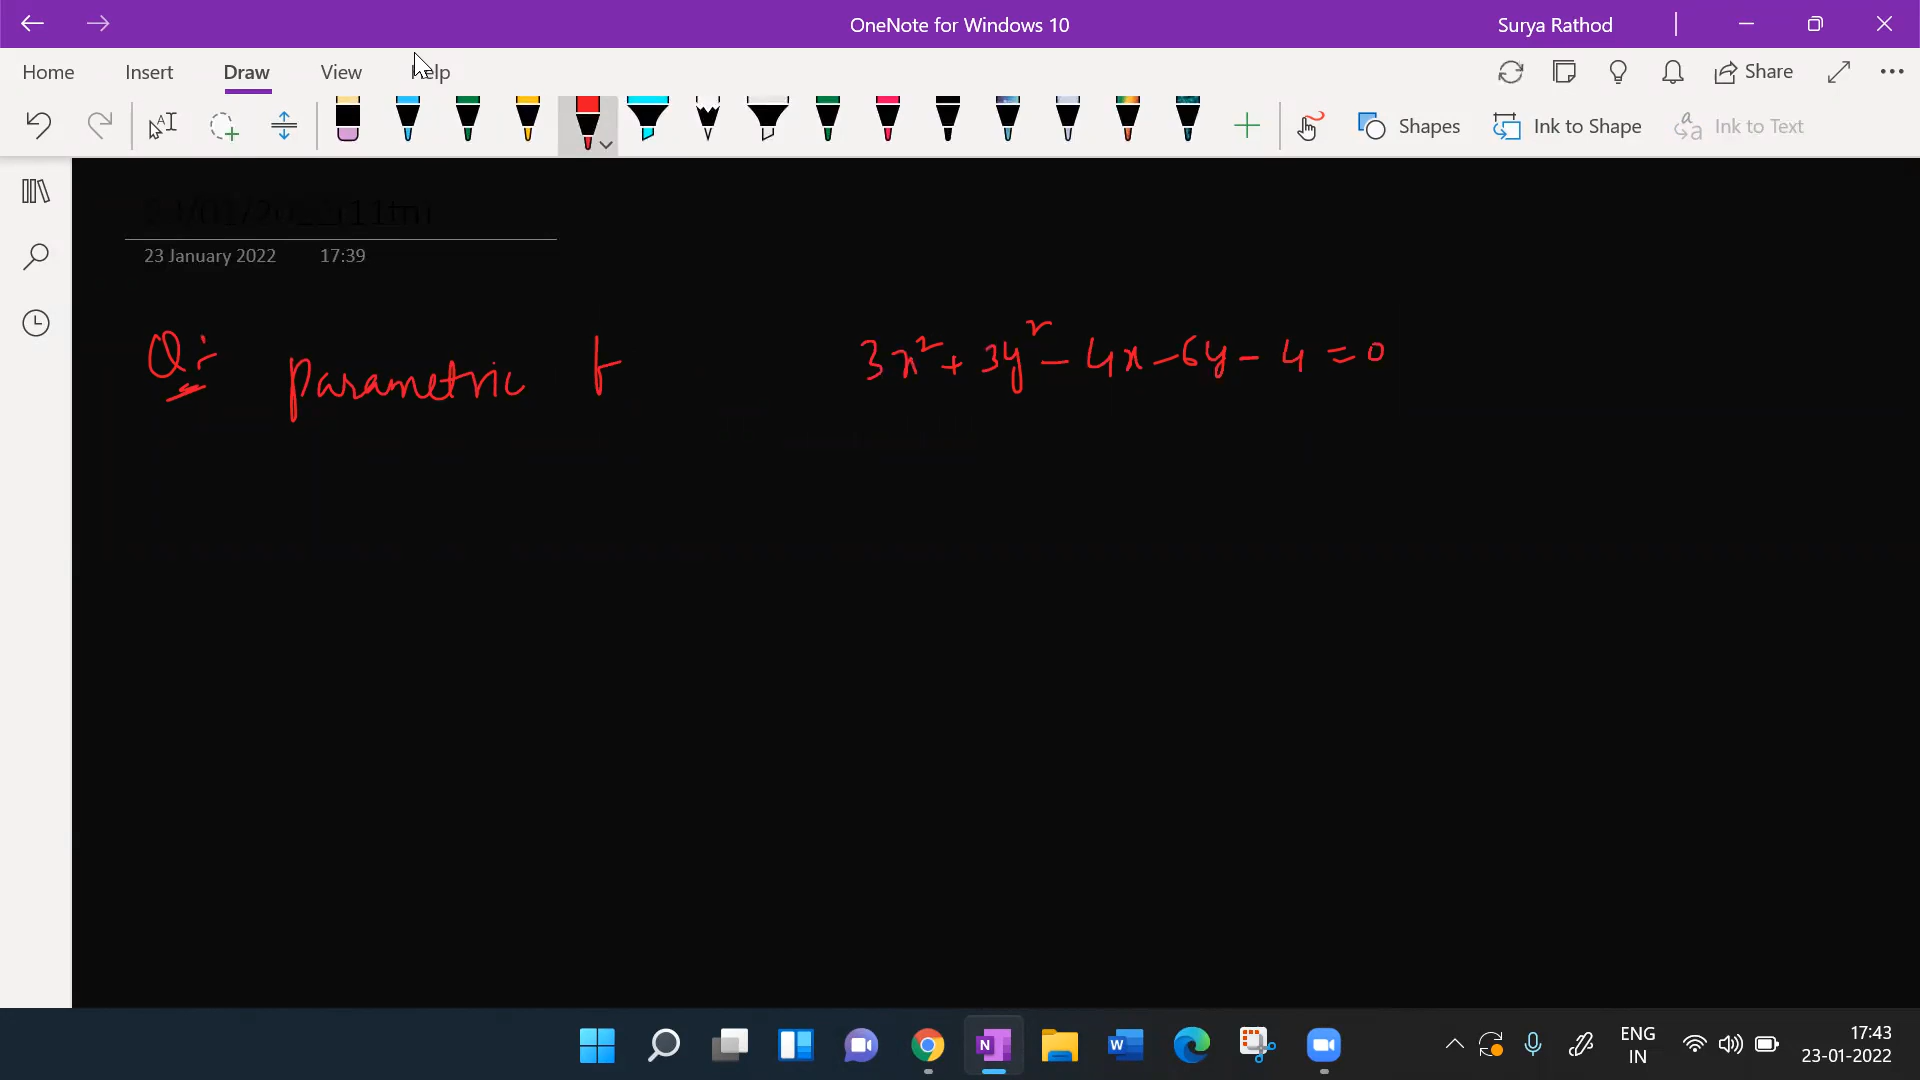 OneNote for Windows 10
Surya Rathod
Home Insert Draw View Help
Share
Shapes Ink to Shape Ink to Text
23 January 2022 17:39
Q:- Parametric f 3x² + 3y² - 4x - 6y - 4 = 0
ENG
IN
17:43
23-01-2022